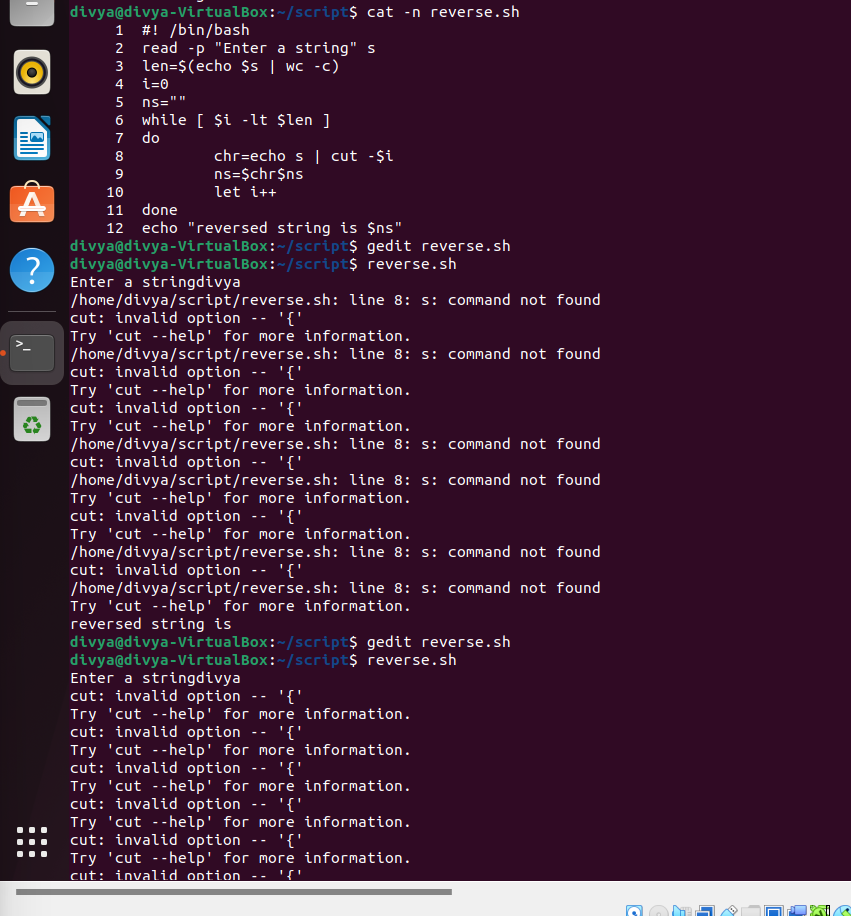 divya@divya-VirtualBox:~/script$ cat -n reverse.sh
     1  #! /bin/bash
     2  read -p "Enter a string" s
     3  len=$(echo $s | wc -c)
     4  i=0
     5  ns=""
     6  while [ $i -lt $len ]
     7  do
     8          chr=echo s | cut -$i
     9          ns=$chr$ns
    10          let i++
    11  done
    12  echo "reversed string is $ns"
divya@divya-VirtualBox:~/script$ gedit reverse.sh
divya@divya-VirtualBox:~/script$ reverse.sh
Enter a stringdivya
/home/divya/script/reverse.sh: line 8: s: command not found
cut: invalid option -- '{'
Try 'cut --help' for more information.
/home/divya/script/reverse.sh: line 8: s: command not found
cut: invalid option -- '{'
Try 'cut --help' for more information.
cut: invalid option -- '{'
Try 'cut --help' for more information.
/home/divya/script/reverse.sh: line 8: s: command not found
cut: invalid option -- '{'
/home/divya/script/reverse.sh: line 8: s: command not found
Try 'cut --help' for more information.
cut: invalid option -- '{'
Try 'cut --help' for more information.
/home/divya/script/reverse.sh: line 8: s: command not found
cut: invalid option -- '{'
/home/divya/script/reverse.sh: line 8: s: command not found
Try 'cut --help' for more information.
reversed string is
divya@divya-VirtualBox:~/script$ gedit reverse.sh
divya@divya-VirtualBox:~/script$ reverse.sh
Enter a stringdivya
cut: invalid option -- '{'
Try 'cut --help' for more information.
cut: invalid option -- '{'
Try 'cut --help' for more information.
cut: invalid option -- '{'
Try 'cut --help' for more information.
cut: invalid option -- '{'
Try 'cut --help' for more information.
cut: invalid option -- '{'
Try 'cut --help' for more information.
cut: invalid option -- '{'